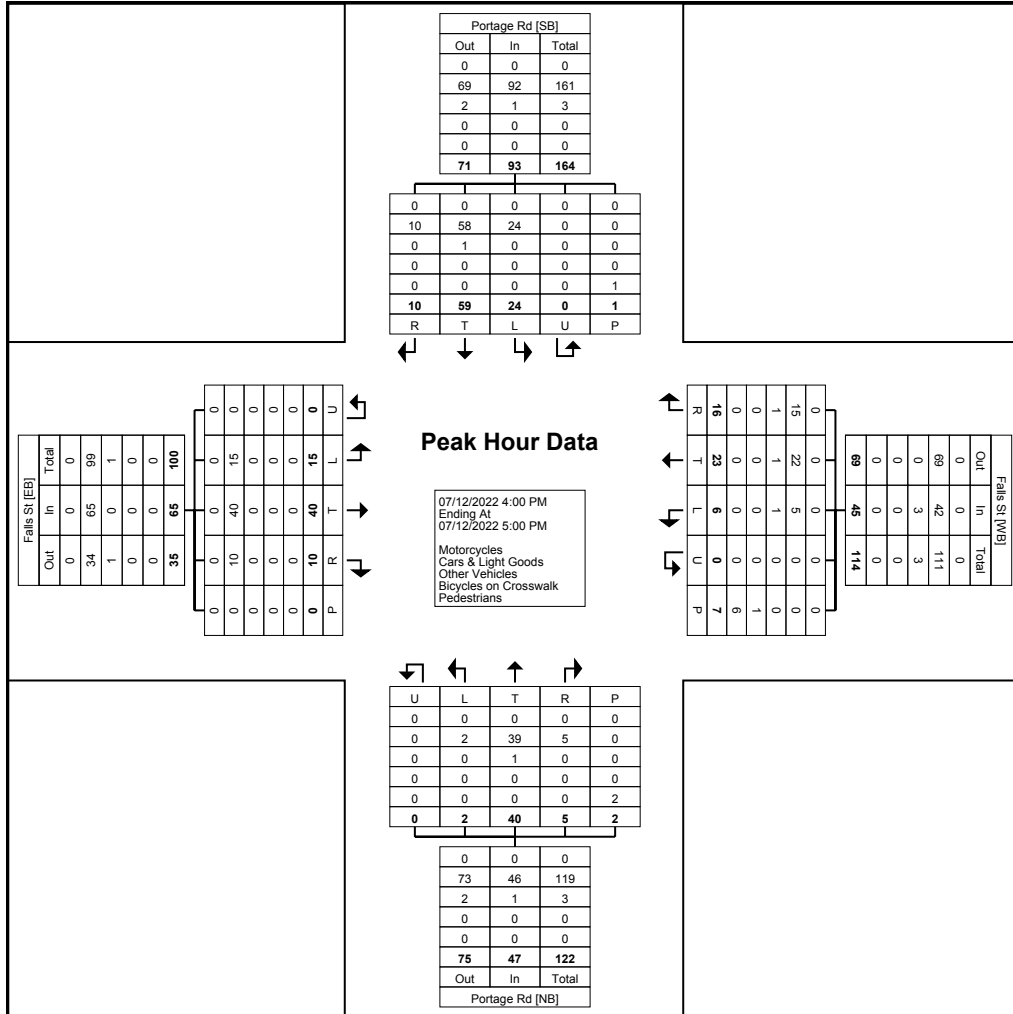 Portage Rd [SB]
Out In Total
0 0 0
69 92 161
2 1 3
0 0 0
0 0 0
71 93 164
0 0 0 0 0
10 58 24 0 0
0 1 0 0 0
0 0 0 0 0
0 0 0 0 1
10 59 24 0 1
R T L U P
Falls St [EB]
Out In Total
0 0 0
34 65 99
1 0 1
0 0 0
0 0 0
35 65 100
0 0 0 0 0
0 10 40 15 0
0 0 0 0 0
0 0 0 0 0
0 0 0 0 0
0 10 40 15 0
P R T L U
Peak Hour Data
07/12/2022 4:00 PM
Ending At
07/12/2022 5:00 PM
Motorcycles
Cars & Light Goods
Other Vehicles
Bicycles on Crosswalk
Pedestrians
Falls St [WB]
Out In Total
0 0 0
69 42 111
0 3 3
0 0 0
0 0 0
69 45 114
0 0 0 0 0
15 22 5 0 0
1 1 1 0 0
0 0 0 0 1
0 0 0 0 6
16 23 6 0 7
R T L U P
U L T R P
0 0 0 0 0
0 2 39 5 0
0 0 1 0 0
0 0 0 0 0
0 0 0 0 2
0 2 40 5 2
0 0 0
73 46 119
2 1 3
0 0 0
0 0 0
75 47 122
Out In Total
Portage Rd [NB]